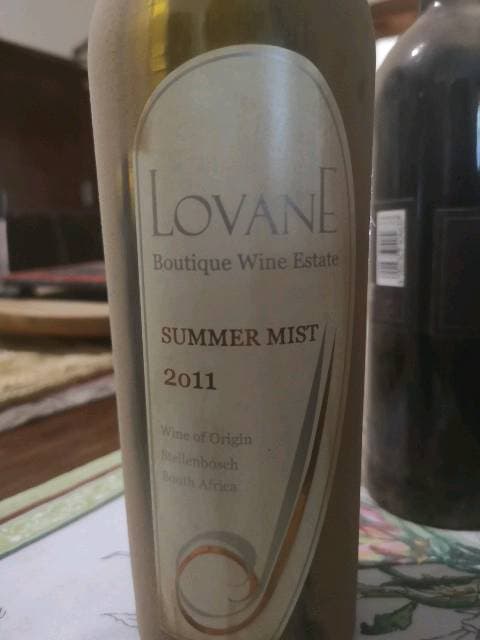 LOVANE
Boutique Wine Estate
SUMMER MIST
2011
Wine of Origin
Stellenbosch
South Africa